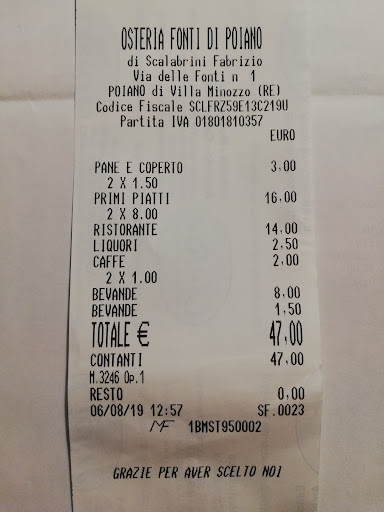 OSTERIA FONTI DI POIANO
di Scalabrini Fabrizio
Via delle Fonti n 1
POIANO di Villa Minozzo (RE)
Codice Fiscale SCLFRZ59E13C219U
Partita IVA 01801810357
EURO
PANE E COPERTO 3,00
2 X 1.50
PRIMI PIATTI 16,00
2 X 8.00
RISTORANTE 14,00
LIQUORI 2,50
CAFFE 2,00
2 X 1.00
BEVANDE 8,00
BEVANDE 1,50
TOTALE € 47,00
CONTANTI 47,00
M.3246 Op.1
RESTO 0,00
06/08/19 12:57 SF.0023
MF 1BMST950002
GRAZIE PER AVER SCELTO NOI